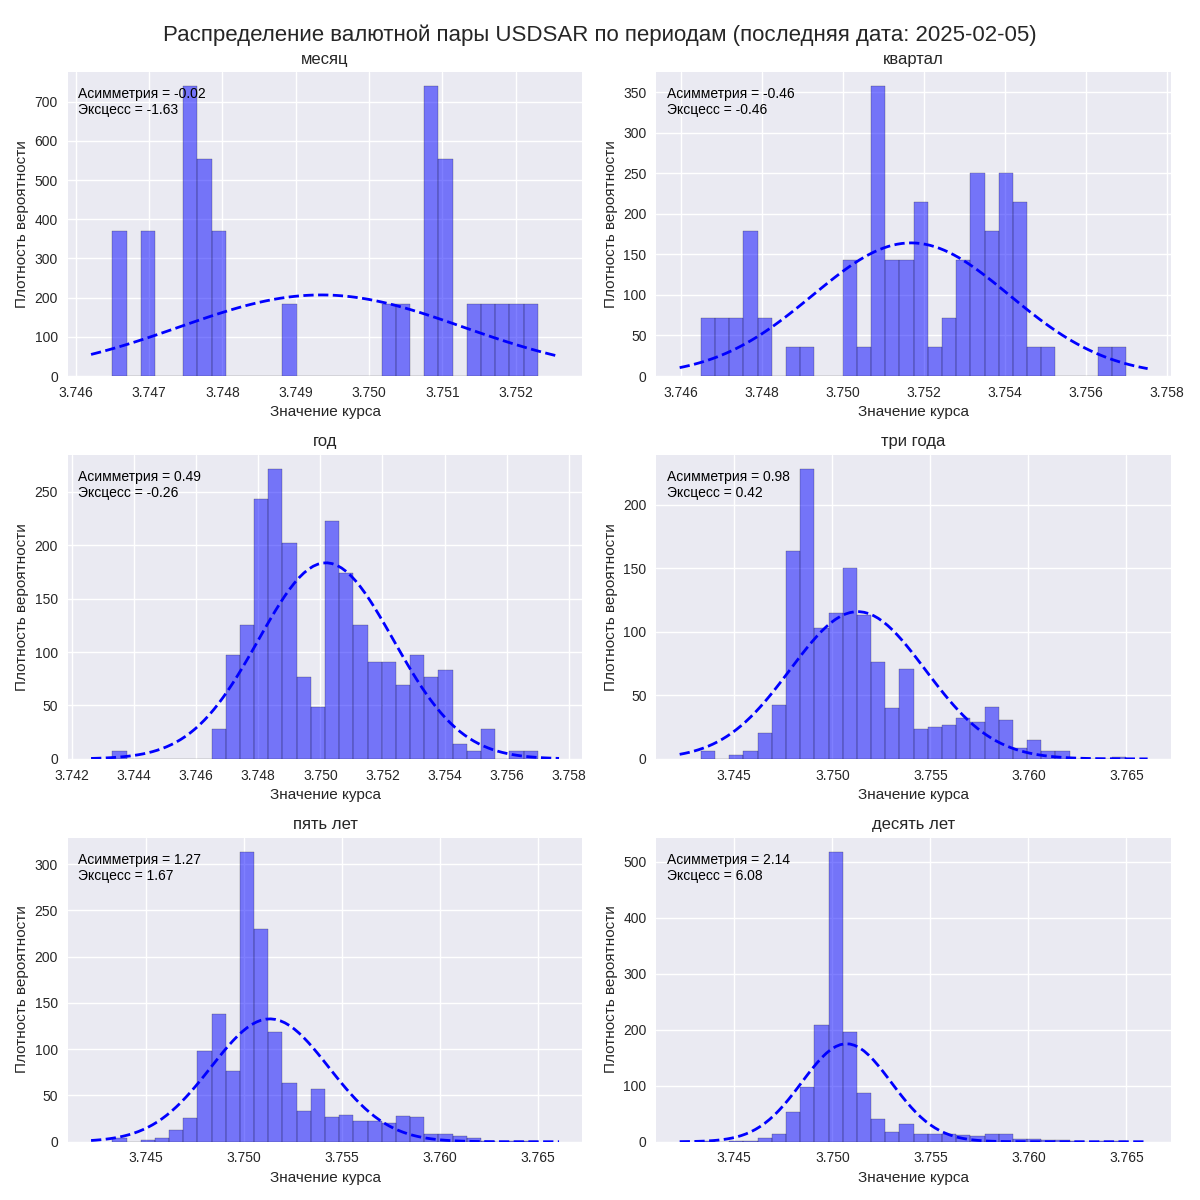 Распределение валютной пары USDSAR по периодам (последняя дата: 2025-02-05)
месяц
Асимметрия = -0.02
Эксцесс = -1.63
Плотность вероятности
700
600
500
400
300
200
100
0
3.746 3.747 3.748 3.749 3.750 3.751 3.752
Значение курса
квартал
Асимметрия = -0.46
Эксцесс = -0.46
Плотность вероятности
350
300
250
200
150
100
50
0
3.746 3.748 3.750 3.752 3.754 3.756 3.758
Значение курса
год
Асимметрия = 0.49
Эксцесс = -0.26
Плотность вероятности
250
200
150
100
50
0
3.742 3.744 3.746 3.748 3.750 3.752 3.754 3.756 3.758
Значение курса
три года
Асимметрия = 0.98
Эксцесс = 0.42
Плотность вероятности
200
150
100
50
0
3.745 3.750 3.755 3.760 3.765
Значение курса
пять лет
Асимметрия = 1.27
Эксцесс = 1.67
Плотность вероятности
300
250
200
150
100
50
0
3.745 3.750 3.755 3.760 3.765
Значение курса
десять лет
Асимметрия = 2.14
Эксцесс = 6.08
Плотность вероятности
500
400
300
200
100
0
3.745 3.750 3.755 3.760 3.765
Значение курса